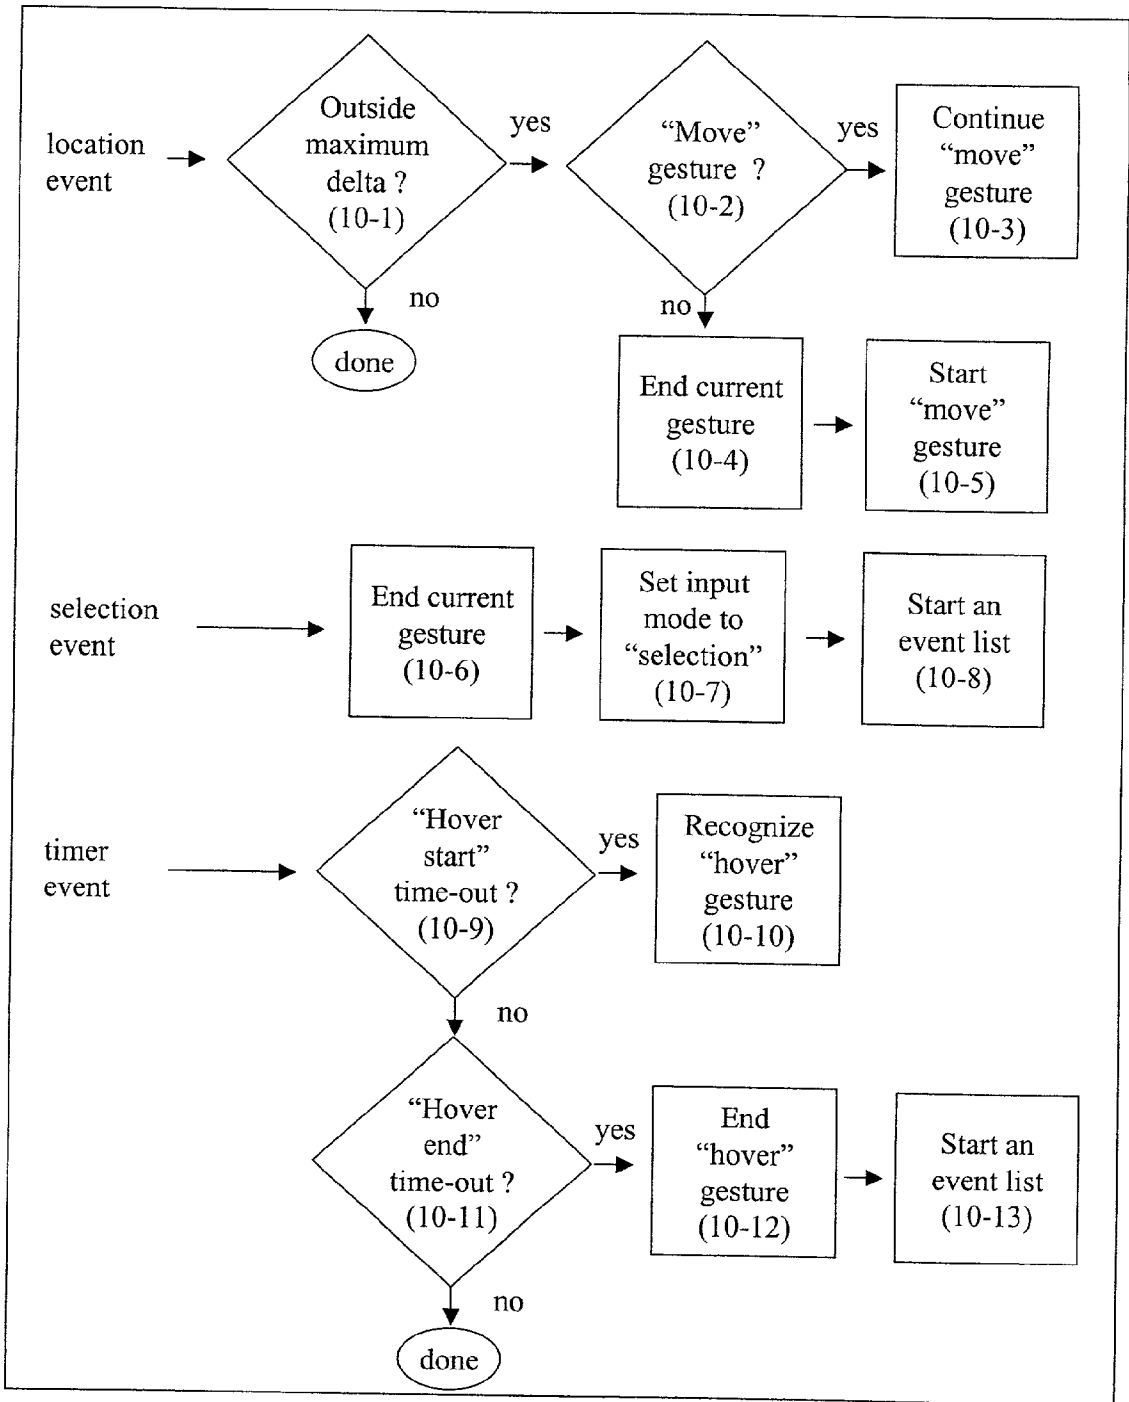 location
event
Outside
maximum
delta ?
(10-1)
yes
“Move”
gesture ?
(10-2)
yes
Continue
“move”
gesture
(10-3)
no
done
no
End current
gesture
(10-4)
Start
“move”
gesture
(10-5)
selection
event
End current
gesture
(10-6)
Set input
mode to
“selection”
(10-7)
Start an
event list
(10-8)
timer
event
“Hover
start”
time-out ?
(10-9)
yes
Recognize
“hover”
gesture
(10-10)
no
“Hover
end”
time-out ?
(10-11)
yes
End
“hover”
gesture
(10-12)
Start an
event list
(10-13)
no
done